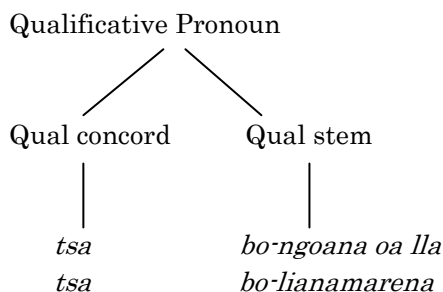 Qualificative Pronoun
Qual concord Qual stem
tsa bo-ngoana oa lla
tsa bo-lianamarena